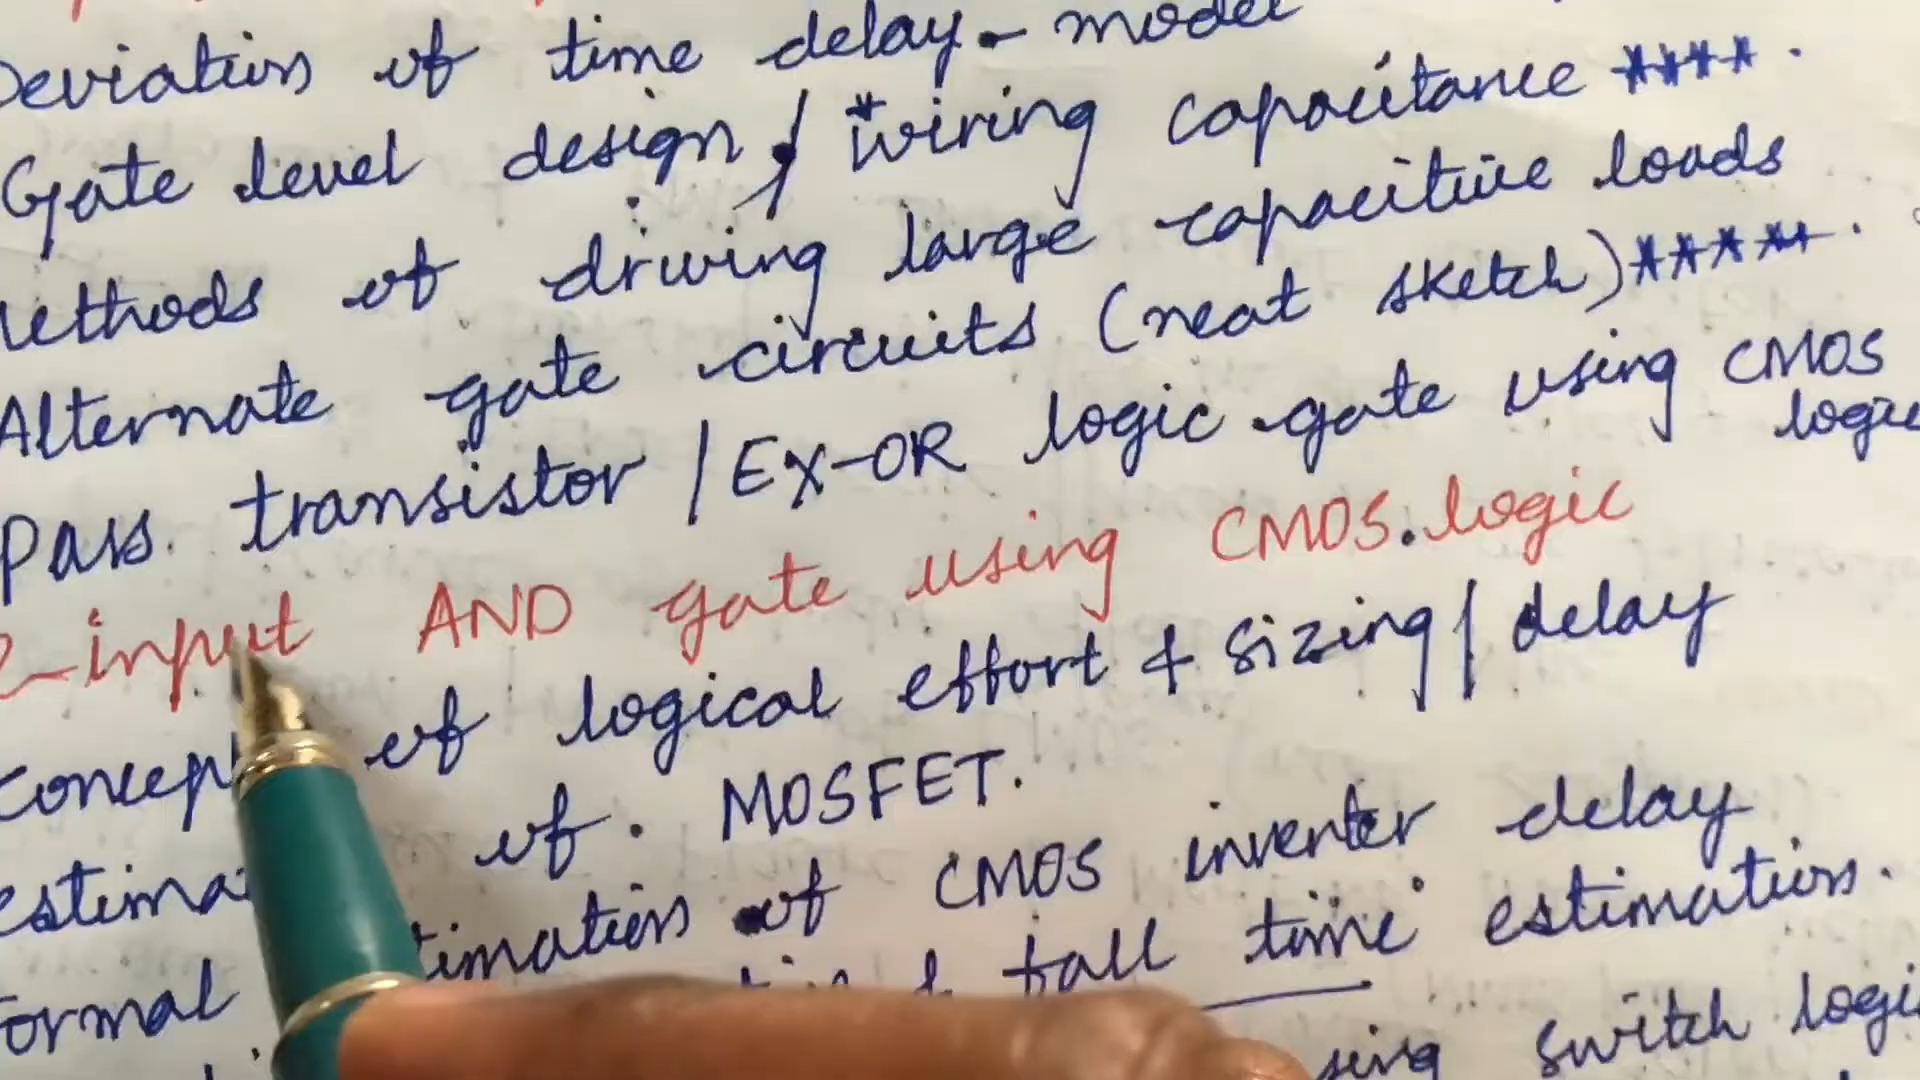 Deviation of time delay - model
Gate level design / *wiring capacitance ****.
Methods of driving large capacitive loads
Alternate gate circuits (neat sketch)*****.
Pass transistor / EX-OR logic gate using CMOS
logic
2-input AND gate using CMOS logic
concept of logical effort & sizing / delay
of MOSFET.
of CMOS inverter delay
& fall time estimation.
switch logic